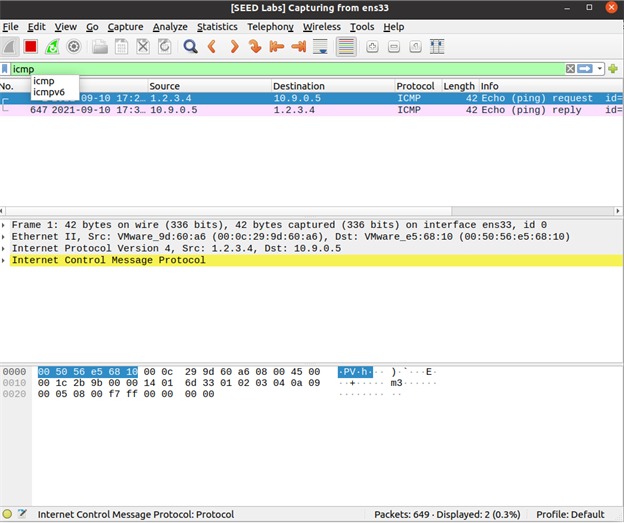 [SEED Labs] Capturing from ens33
File Edit View Go Capture Analyze Statistics Telephony Wireless Tools Help
icmp
icmp
icmpv6
No. Source Destination Protocol Length Info
-09-10 17:2… 1.2.3.4 10.9.0.5 ICMP 42 Echo (ping) request id=
647 2021-09-10 17:3… 10.9.0.5 1.2.3.4 ICMP 42 Echo (ping) reply id=
Frame 1: 42 bytes on wire (336 bits), 42 bytes captured (336 bits) on interface ens33, id 0
Ethernet II, Src: VMware_9d:60:a6 (00:0c:29:9d:60:a6), Dst: VMware_e5:68:10 (00:50:56:e5:68:10)
Internet Protocol Version 4, Src: 1.2.3.4, Dst: 10.9.0.5
Internet Control Message Protocol
0000 00 50 56 e5 68 10 00 0c 29 9d 60 a6 08 00 45 00 ·PV·h··· )·`···E·
0010 00 1c 2b 9b 00 00 14 01 6d 33 01 02 03 04 0a 09 ··+····· m3······
0020 00 05 08 00 f7 ff 00 00 00 00 ········ ··
Internet Control Message Protocol: Protocol Packets: 649 · Displayed: 2 (0.3%) Profile: Default